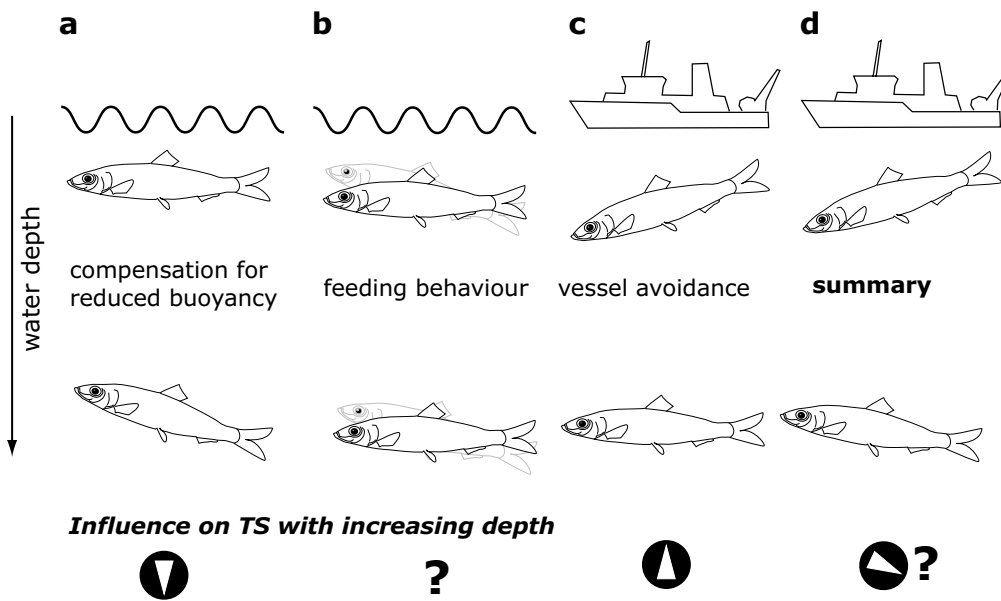 a
b
c
d
water depth
compensation for
reduced buoyancy
feeding behaviour
vessel avoidance
summary
Influence on TS with increasing depth
?
?